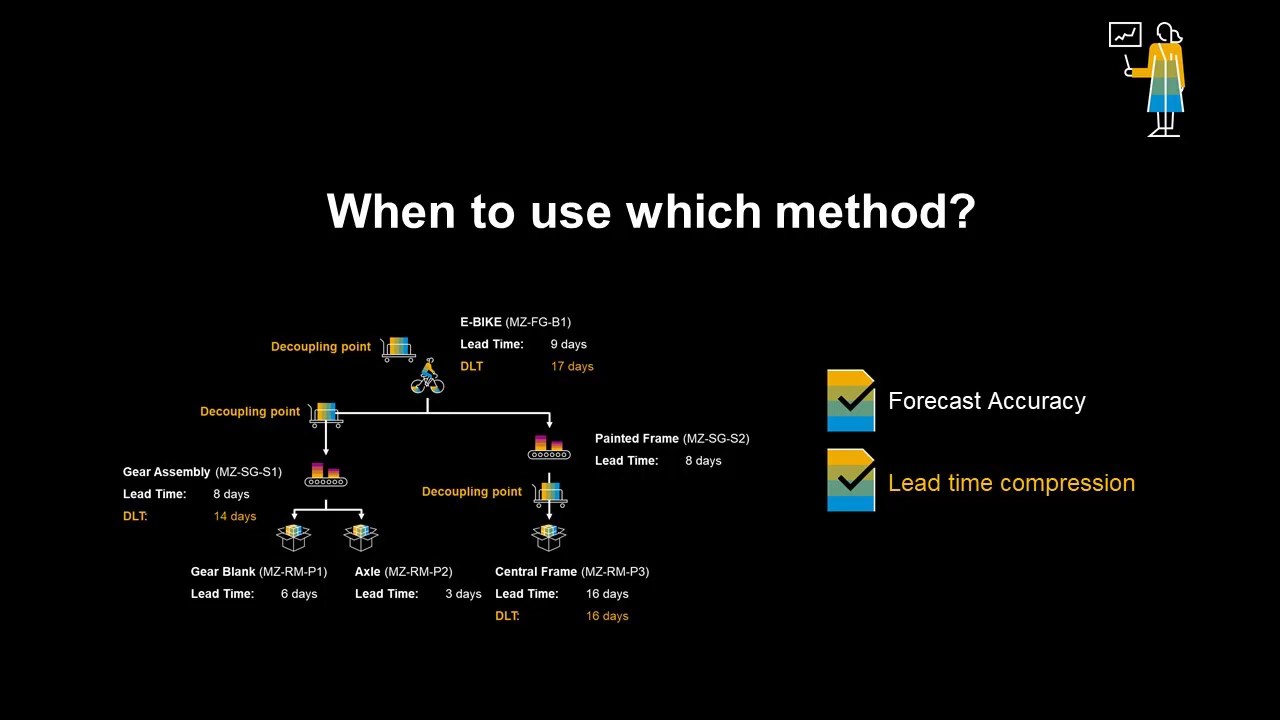 When to use which method?
E-BIKE (MZ-FG-B1)
Decoupling point
Lead Time: 9 days
DLT 17 days
Decoupling point
Painted Frame (MZ-SG-S2)
Lead Time: 8 days
Gear Assembly (MZ-SG-S1)
Lead Time: 8 days
DLT: 14 days
Decoupling point
Gear Blank (MZ-RM-P1)
Lead Time: 6 days
Axle (MZ-RM-P2)
Lead Time: 3 days
Central Frame (MZ-RM-P3)
Lead Time: 16 days
DLT: 16 days
Forecast Accuracy
Lead time compression